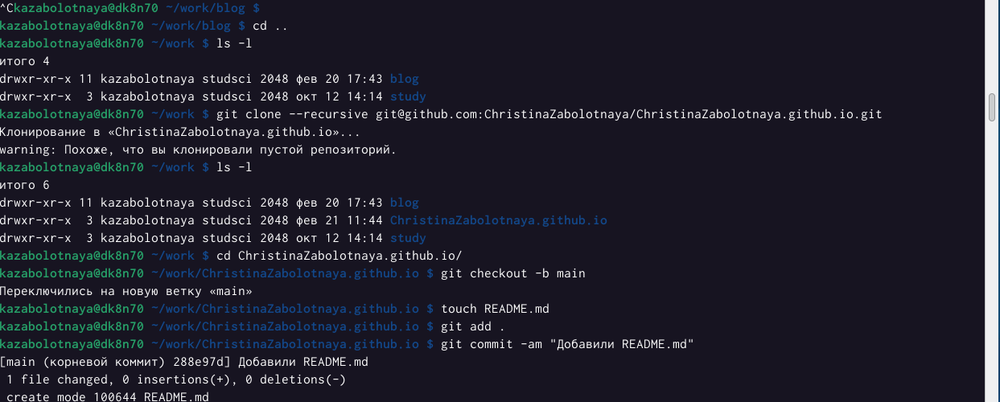 ^Ckazabolotnaya@dk8n70 ~/work/blog $
kazabolotnaya@dk8n70 ~/work/blog $ cd ..
kazabolotnaya@dk8n70 ~/work $ ls -l
итого 4
drwxr-xr-x 11 kazabolotnaya studsci 2048 фев 20 17:43 blog
drwxr-xr-x  3 kazabolotnaya studsci 2048 окт 12 14:14 study
kazabolotnaya@dk8n70 ~/work $ git clone --recursive git@github.com:ChristinaZabolotnaya/ChristinaZabolotnaya.github.io.git
Клонирование в «ChristinaZabolotnaya.github.io»...
warning: Похоже, что вы клонировали пустой репозиторий.
kazabolotnaya@dk8n70 ~/work $ ls -l
итого 6
drwxr-xr-x 11 kazabolotnaya studsci 2048 фев 20 17:43 blog
drwxr-xr-x  3 kazabolotnaya studsci 2048 фев 21 11:44 ChristinaZabolotnaya.github.io
drwxr-xr-x  3 kazabolotnaya studsci 2048 окт 12 14:14 study
kazabolotnaya@dk8n70 ~/work $ cd ChristinaZabolotnaya.github.io/
kazabolotnaya@dk8n70 ~/work/ChristinaZabolotnaya.github.io $ git checkout -b main
Переключились на новую ветку «main»
kazabolotnaya@dk8n70 ~/work/ChristinaZabolotnaya.github.io $ touch README.md
kazabolotnaya@dk8n70 ~/work/ChristinaZabolotnaya.github.io $ git add .
kazabolotnaya@dk8n70 ~/work/ChristinaZabolotnaya.github.io $ git commit -am "Добавили README.md"
[main (корневой коммит) 288e97d] Добавили README.md
 1 file changed, 0 insertions(+), 0 deletions(-)
 create mode 100644 README.md